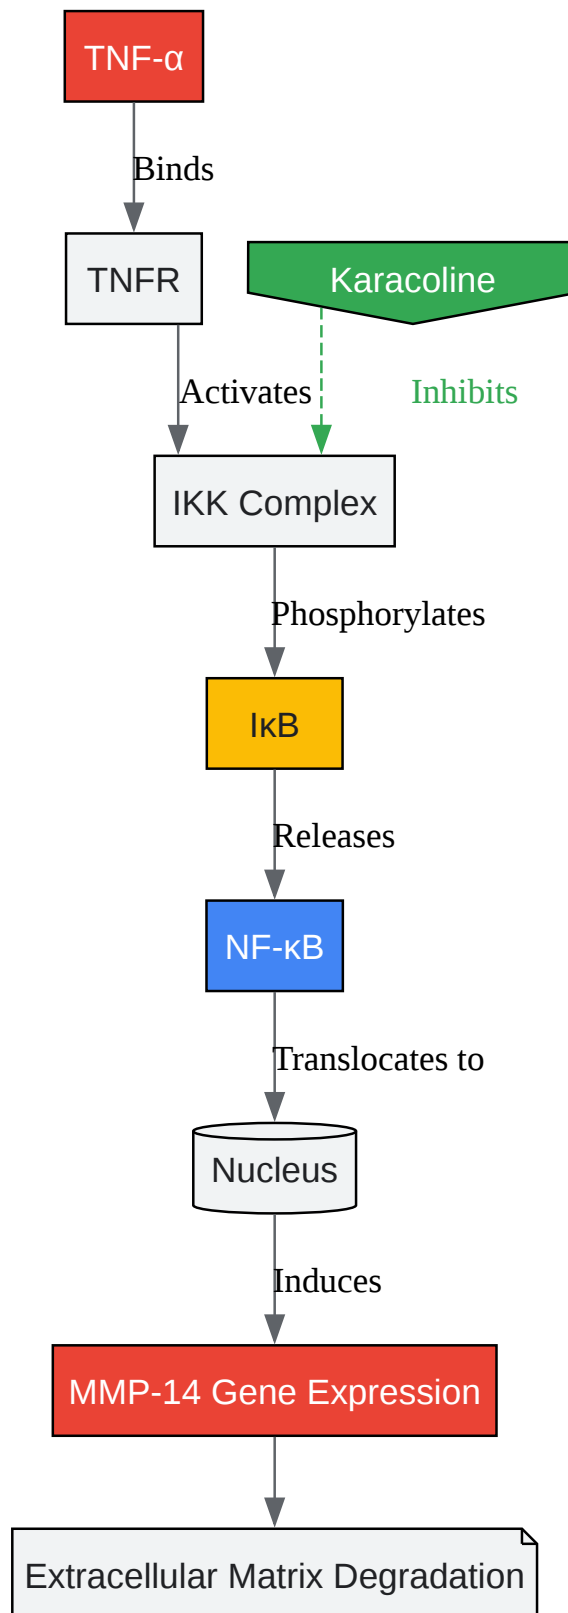 TNF-α
Binds
TNFR
Karacoline
Activates
Inhibits
IKK Complex
Phosphorylates
IκB
Releases
NF-κB
Translocates to
Nucleus
Induces
MMP-14 Gene Expression
Extracellular Matrix Degradation